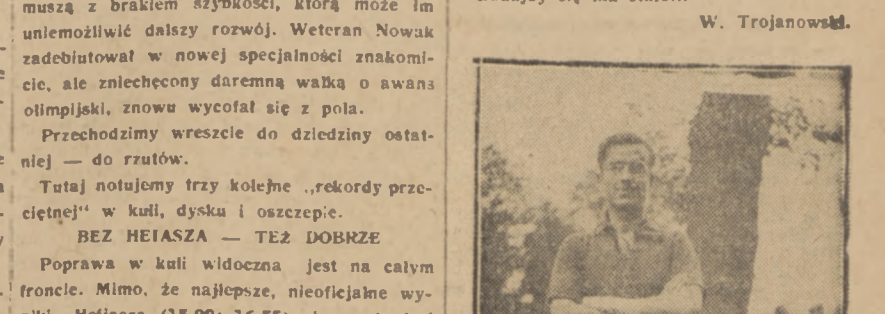 muszą z brakiem szybkości, którą może im
uniemożliwić dalszy rozwój. Weteran Nowak
zadebiutował w nowej specjalności znakomi-
cie, ale zniechęcony daremną walką o awans
olimpijski, znowu wycofał się z pola.
Przechodzimy wreszcie do dziedziny ostat-
niej — do rzutów.
Tutaj notujemy trzy kolejne „rekordy prze-
ciętnej“ w kuli, dysku i oszczepie.
BEZ HEIASZA — TEŻ DOBRZE
Poprawa w kuli widoczna jest na całym
froncie. Mimo, że najlepsze, nieoficjalne wy-
W. Trojanowski.